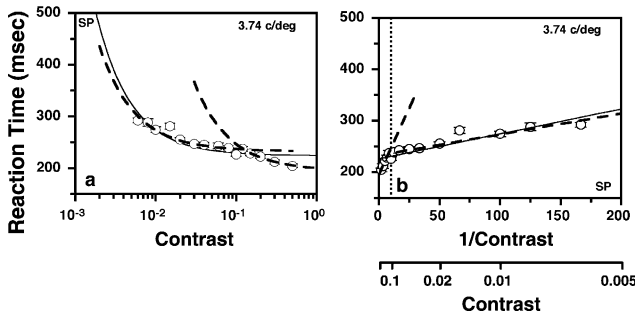 Reaction Time (msec)
500
400
300
200
SP
3.74 c/deg
a
10-3
10-2
10-1
100
Contrast
500
400
300
200
3.74 c/deg
b
SP
0
50
100
150
200
1/Contrast
0.1
0.02
0.01
0.005
Contrast